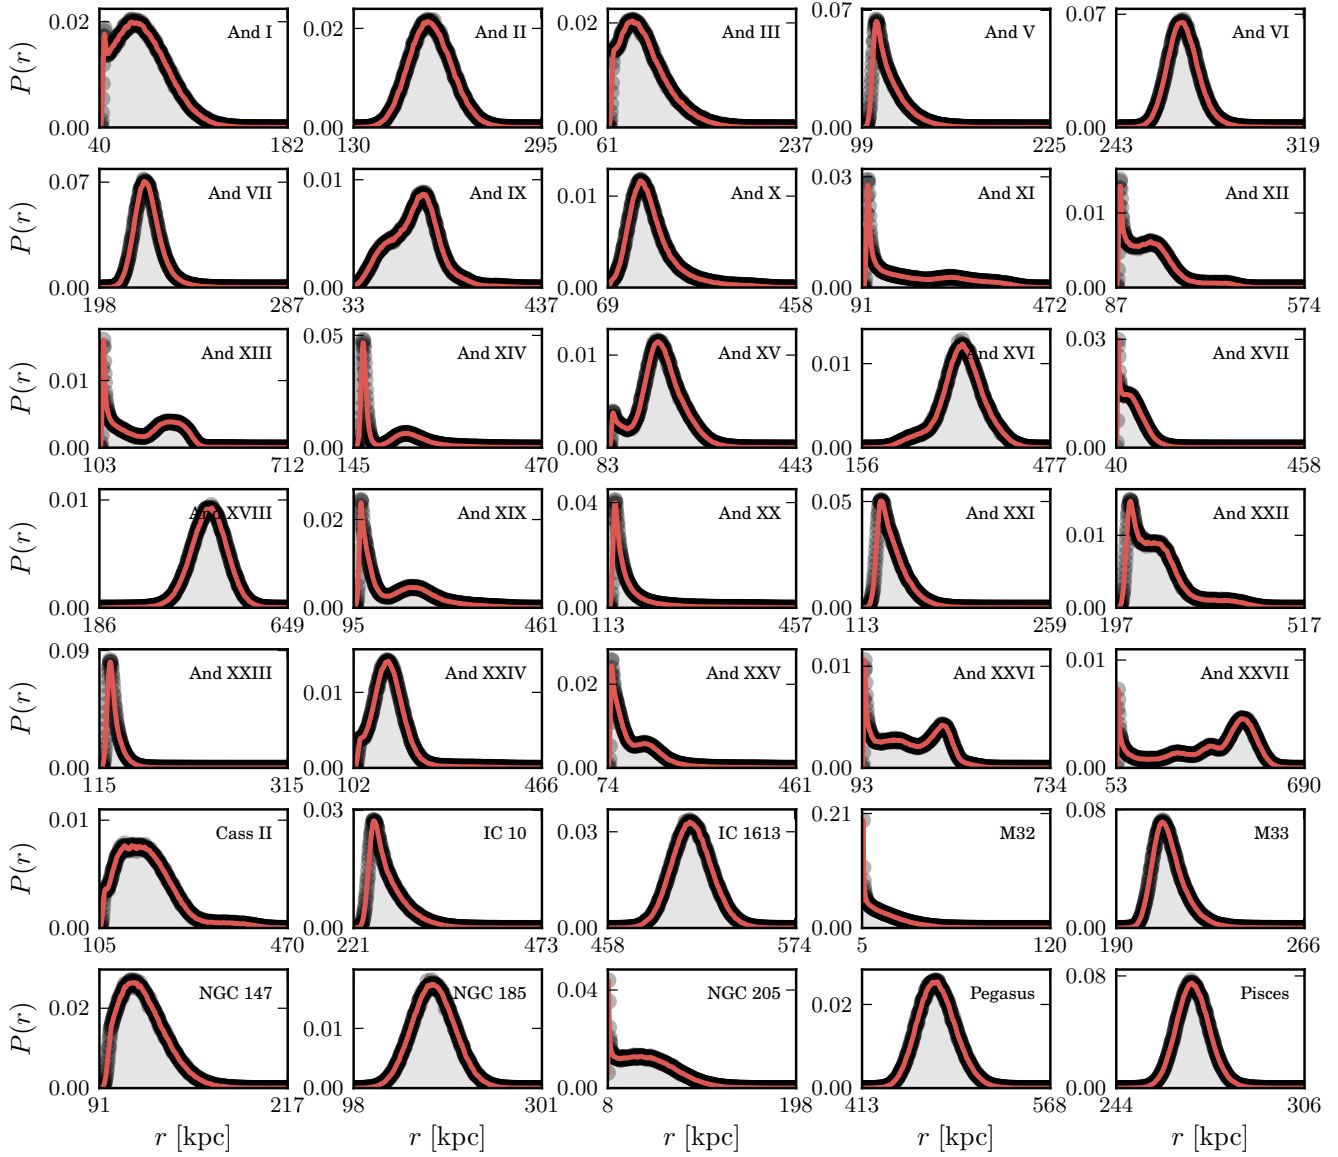 P(r) 0.02 0.00 And I 40 182
0.02 0.00 And II 130 295
0.02 0.00 And III 61 237
0.07 0.00 And V 99 225
0.07 0.00 And VI 243 319
P(r) 0.07 0.00 And VII 198 287
0.01 0.00 And IX 33 437
0.01 0.00 And X 69 458
0.03 0.00 And XI 91 472
0.01 0.00 And XII 87 574
P(r) 0.01 0.00 And XIII 103 712
0.05 0.00 And XIV 145 470
0.01 0.00 And XV 83 443
0.01 0.00 And XVI 156 477
0.03 0.00 And XVII 40 458
P(r) 0.01 0.00 And XVIII 186 649
0.02 0.00 And XIX 95 461
0.04 0.00 And XX 113 457
0.05 0.00 And XXI 113 259
0.01 0.00 And XXII 197 517
P(r) 0.09 0.00 And XXIII 115 315
0.01 0.00 And XXIV 102 466
0.02 0.00 And XXV 74 461
0.01 0.00 And XXVI 93 734
0.01 0.00 And XXVII 53 690
P(r) 0.01 0.00 Cass II 105 470
0.03 0.00 IC 10 221 473
0.03 0.00 IC 1613 458 574
0.21 0.00 M32 5 120
0.08 0.00 M33 190 266
P(r) 0.02 0.00 NGC 147 91 217
0.01 0.00 NGC 185 98 301
0.04 0.00 NGC 205 8 198
0.02 0.00 Pegasus 413 568
0.08 0.00 Pisces 244 306
r [kpc] r [kpc] r [kpc] r [kpc] r [kpc]